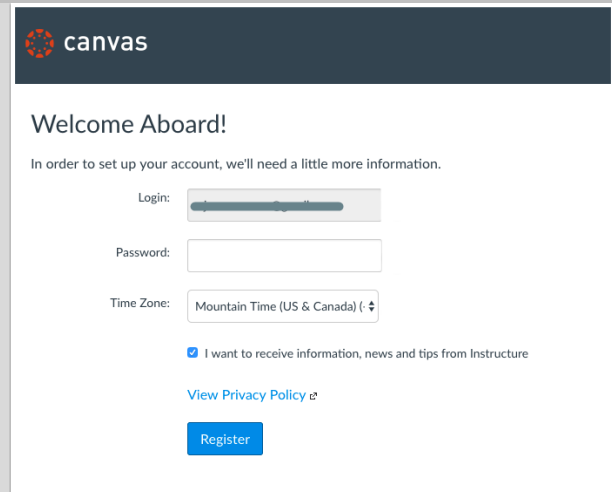 canvas
Welcome Aboard!
In order to set up your account, we'll need a little more information.
Login:
Password:
Time Zone: Mountain Time (US & Canada) (-
I want to receive information, news and tips from Instructure
View Privacy Policy
Register